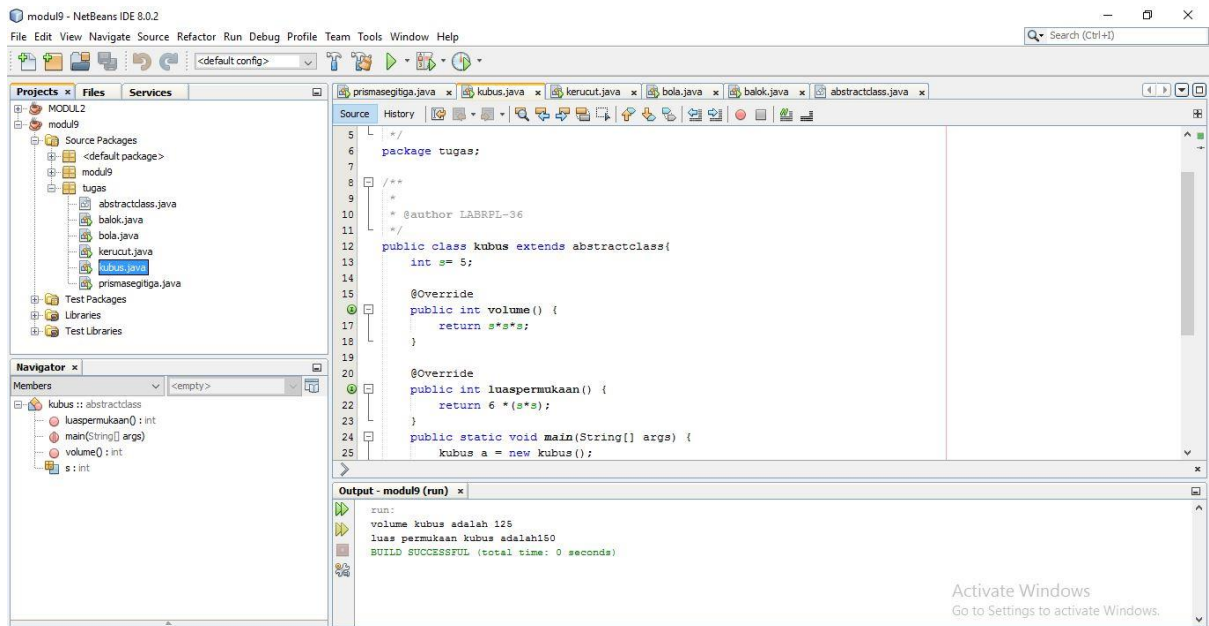 modul9 - NetBeans IDE 8.0.2
File Edit View Navigate Source Refactor Run Debug Profile Team Tools Window Help
Search (Ctrl+I)
<default config>
Projects Files Services
MODUL2
modul9
Source Packages
<default package>
modul9
tugas
abstractclass.java
balok.java
bola.java
kerucut.java
kubus.java
prismasegitiga.java
Test Packages
Libraries
Test Libraries
Navigator
Members <empty>
kubus :: abstractclass
luaspermukaan() : int
main(String[] args)
volume() : int
s : int
prismasegitiga.java kubus.java kerucut.java bola.java balok.java abstractclass.java
Source History
5 */
6 package tugas;
7
8 /**
9 *
10 * @author LABRPL-36
11 */
12 public class kubus extends abstractclass{
13 int s= 5;
14
15 @Override
public int volume() {
17 return s*s*s;
18 }
19
20 @Override
public int luaspermukaan() {
22 return 6 *(s*s);
23 }
24 public static void main(String[] args) {
25 kubus a = new kubus();
Output - modul9 (run)
run:
volume kubus adalah 125
luas permukaan kubus adalah150
BUILD SUCCESSFUL (total time: 0 seconds)
Activate Windows
Go to Settings to activate Windows.